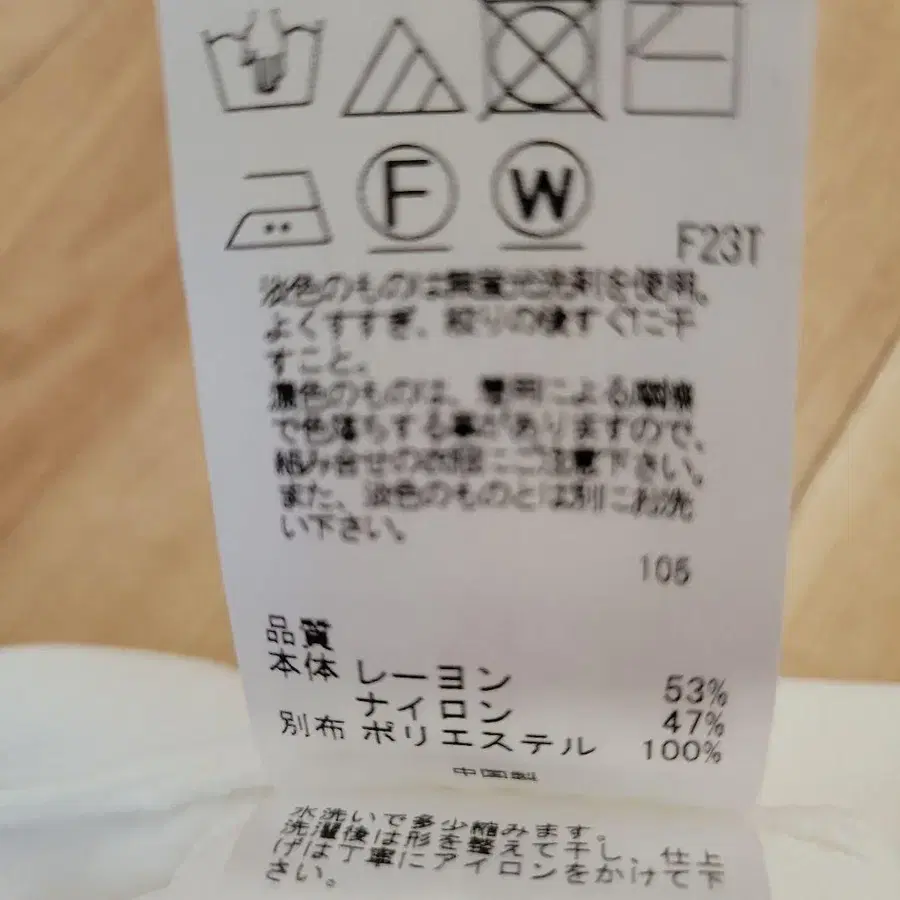 F
W
F23T
淡色のものは無蛍光洗剤を使用。
よくすすぎ、絞りの後すぐに干
すこと。
濃色のものは、着用による摩擦
で色落ちする事がありますので、
組み合せの衣服にご注意下さい。
また、淡色のものとは別にお洗
い下さい。
105
品質
本体 レーヨン 53%
ナイロン 47%
別布 ポリエステル 100%
中国製
水洗いで多少縮みます。
洗濯後は形を整えて干し、仕上
げは丁寧にアイロンをかけて下
さい。